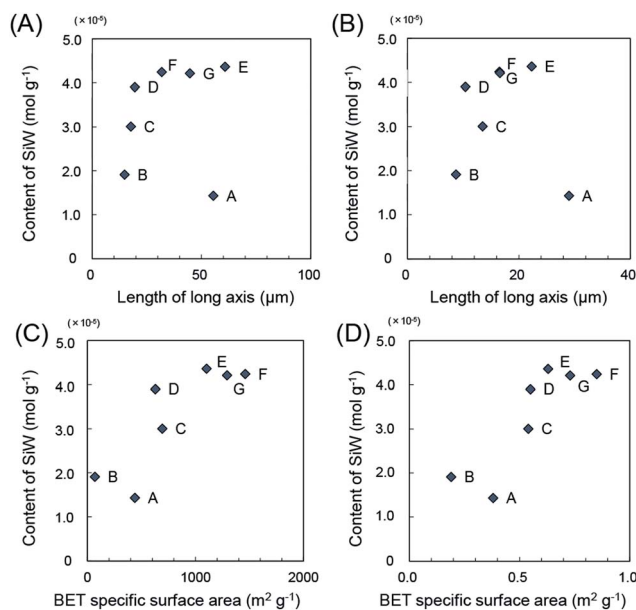 (A)
(×10⁻⁵)
Content of SiW (mol g⁻¹)
5.0
4.0
3.0
2.0
1.0
0
0
50
100
F
E
G
D
C
B
A
Length of long axis (μm)
(B)
(×10⁻⁵)
Content of SiW (mol g⁻¹)
5.0
4.0
3.0
2.0
1.0
0
0
20
40
F
E
G
D
C
B
A
Length of long axis (μm)
(C)
(×10⁻⁵)
Content of SiW (mol g⁻¹)
5.0
4.0
3.0
2.0
1.0
0
0
1000
2000
E
F
G
D
C
B
A
BET specific surface area (m² g⁻¹)
(D)
(×10⁻⁵)
Content of SiW (mol g⁻¹)
5.0
4.0
3.0
2.0
1.0
0
0.0
0.5
1.0
E
F
G
D
C
B
A
BET specific surface area (m² g⁻¹)